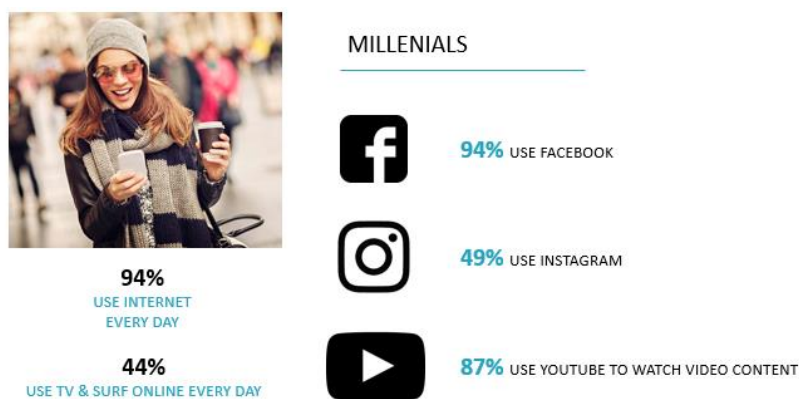 MILLENIALS
94% USE FACEBOOK
49% USE INSTAGRAM
87% USE YOUTUBE TO WATCH VIDEO CONTENT
94%
USE INTERNET
EVERY DAY
44%
USE TV & SURF ONLINE EVERY DAY